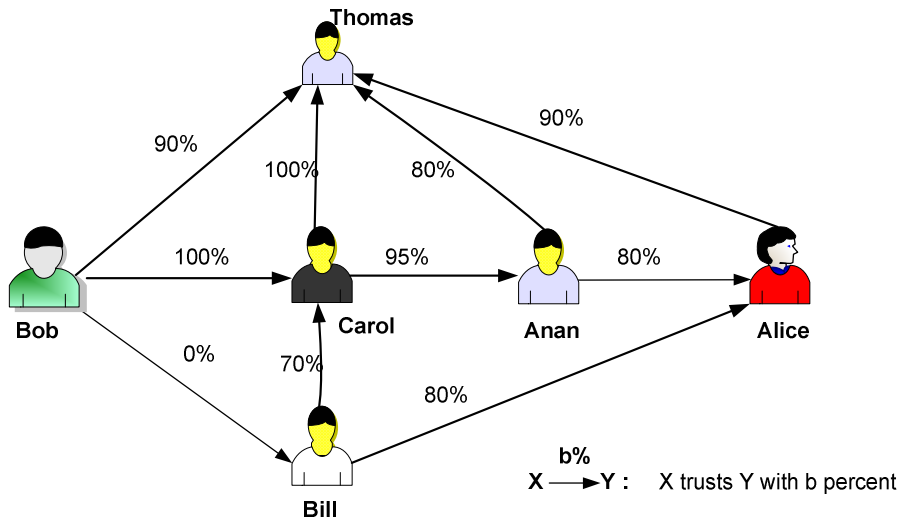 Thomas
90%
90%
100%
80%
100%
95%
80%
Bob
Carol
Anan
Alice
0%
70%
80%
Bill
b%
X Y : X trusts Y with b percent